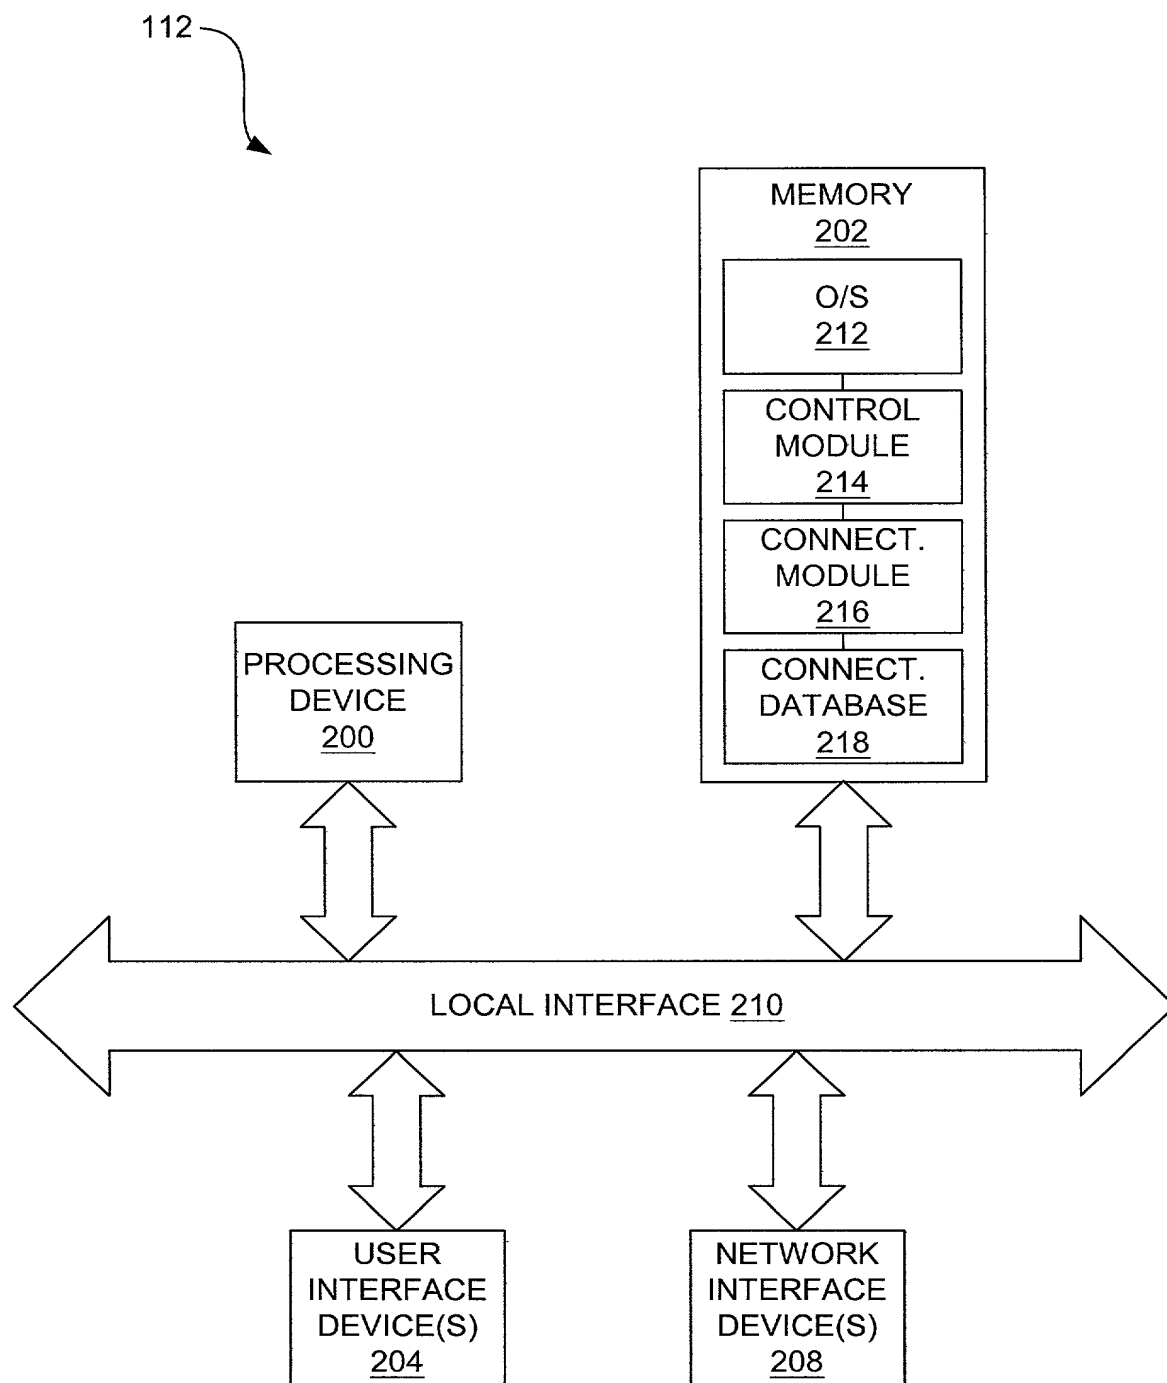 112
MEMORY
202
O/S
212
CONTROL
MODULE
214
CONNECT.
MODULE
216
CONNECT.
DATABASE
218
PROCESSING
DEVICE
200
LOCAL INTERFACE 210
USER
INTERFACE
DEVICE(S)
204
NETWORK
INTERFACE
DEVICE(S)
208